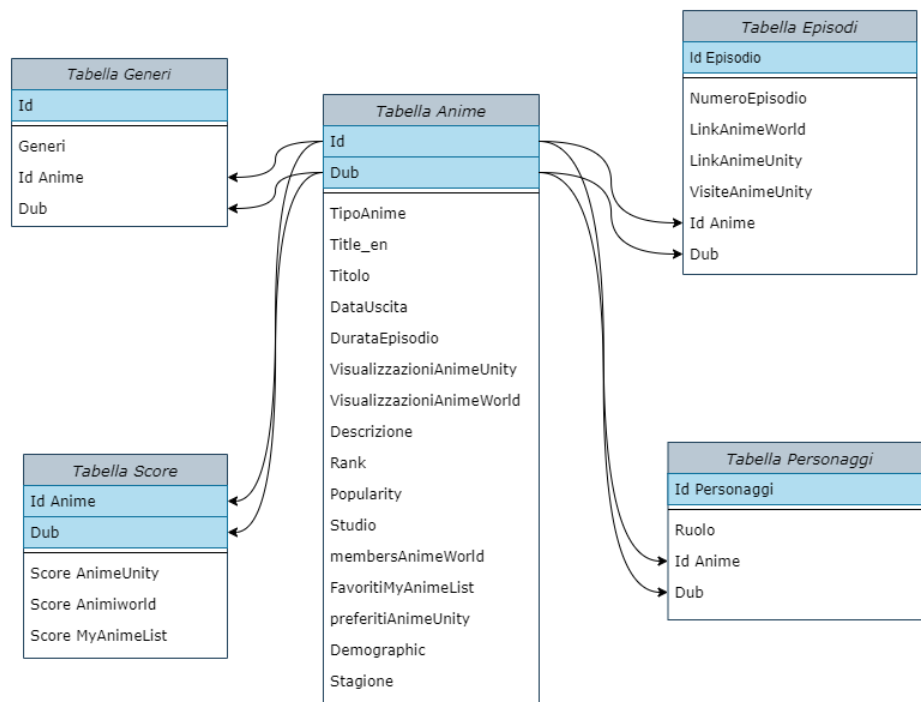 Tabella Generi
Id
Generi
Id Anime
Dub
Tabella Anime
Id
Dub
TipoAnime
Title_en
Titolo
DataUscita
DurataEpisodio
VisualizzazioniAnimeUnity
VisualizzazioniAnimeWorld
Descrizione
Rank
Popularity
Studio
membersAnimeWorld
FavoritiMyAnimeList
preferitiAnimeUnity
Demographic
Stagione
Tabella Episodi
Id Episodio
NumeroEpisodio
LinkAnimeWorld
LinkAnimeUnity
VisiteAnimeUnity
Id Anime
Dub
Tabella Score
Id Anime
Dub
Score AnimeUnity
Score Animiworld
Score MyAnimeList
Tabella Personaggi
Id Personaggi
Ruolo
Id Anime
Dub